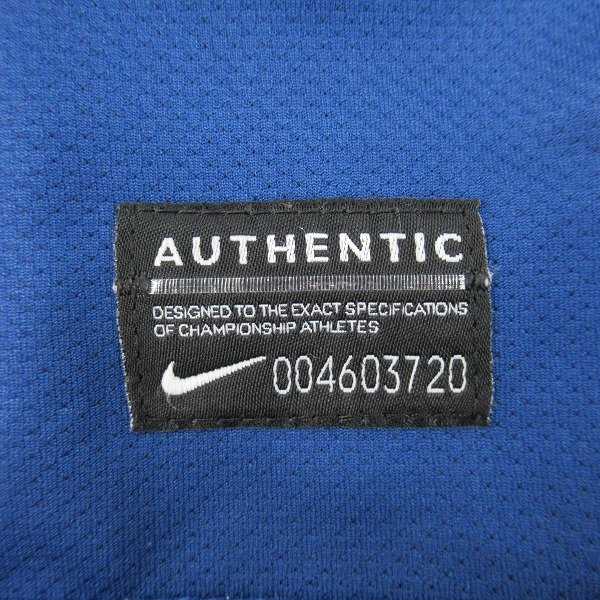 AUTHENTIC
DESIGNED TO THE EXACT SPECIFICATIONS
OF CHAMPIONSHIP ATHLETES
004603720